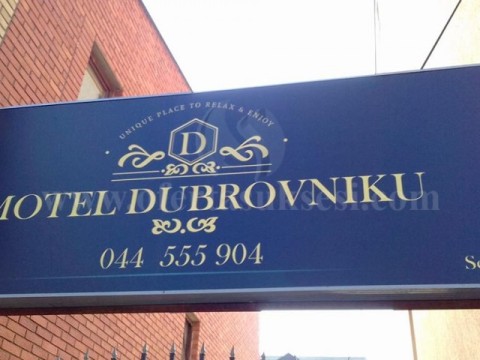 UNIQUE PLACE TO RELAX & ENJOY
D
MOTEL DUBROVNIKU
044 555 904